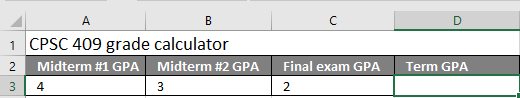 A B C D
1 CPSC 409 grade calculator
2 Midterm #1 GPA Midterm #2 GPA Final exam GPA Term GPA
3 4 3 2